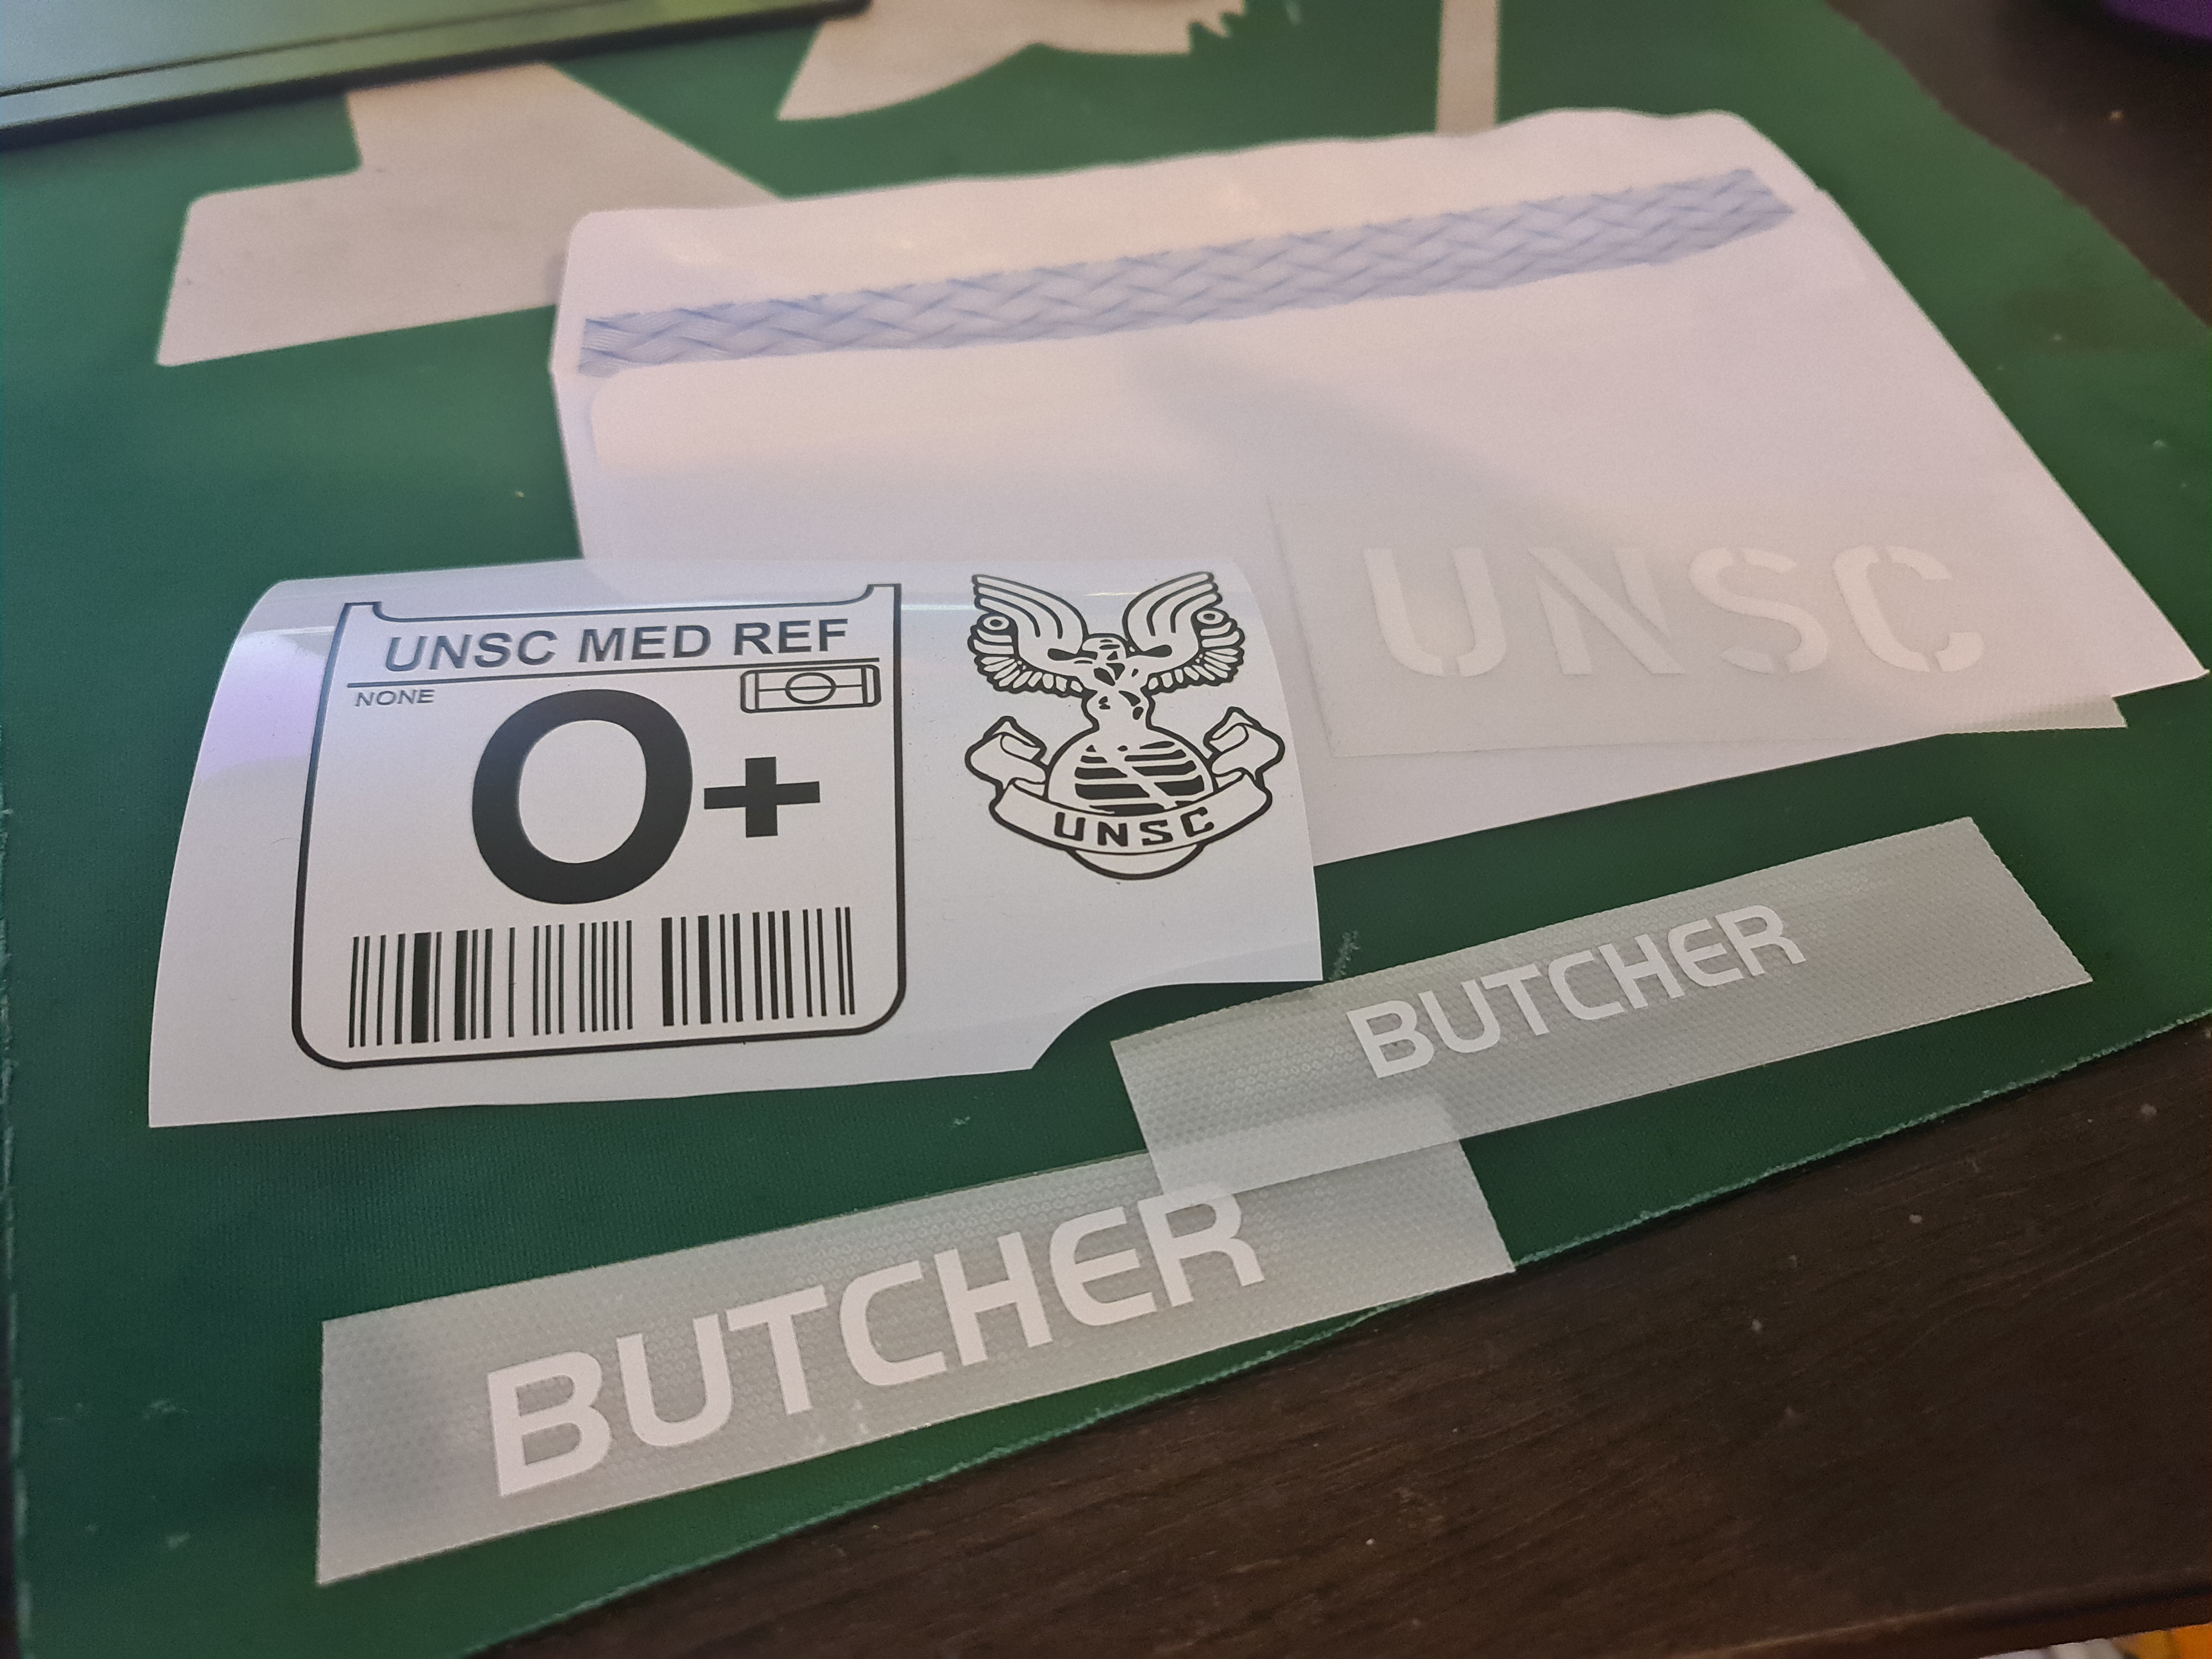 UNSC
UNSC MED REF
NONE
O+
UNSC
BUTCHER
BUTCHER